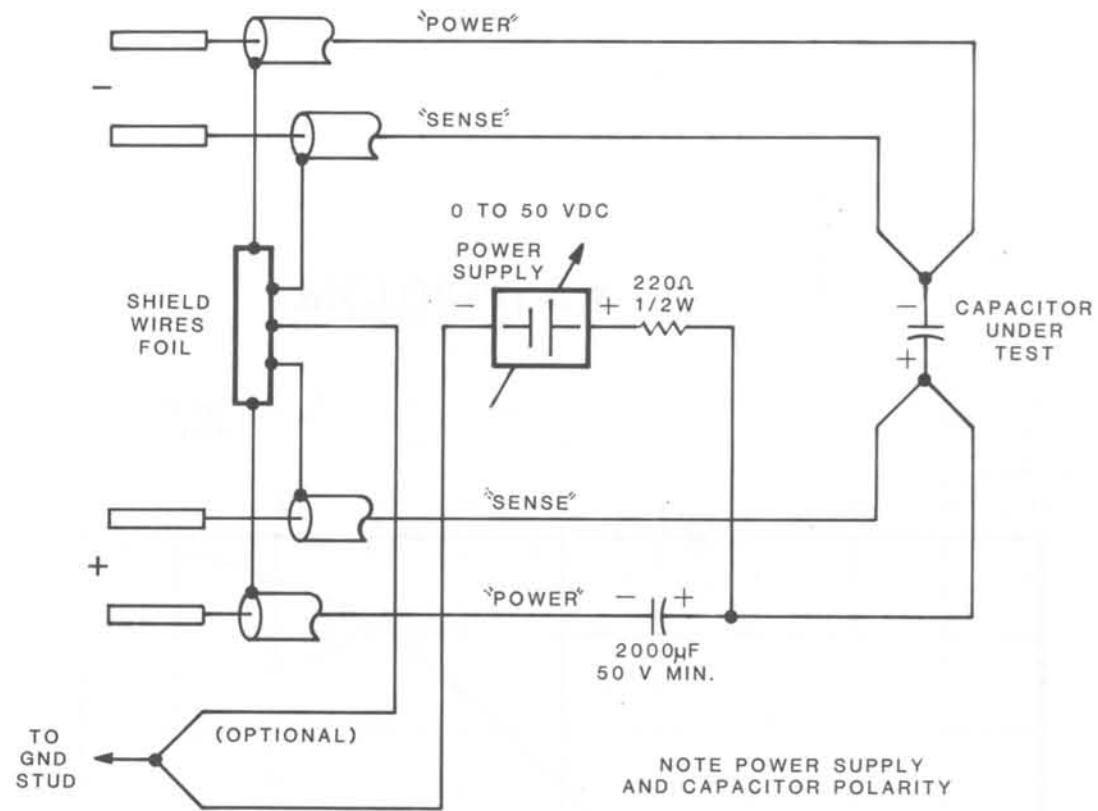 "POWER"
−
"SENSE"
0 TO 50 VDC
POWER
SUPPLY
− +
220Ω
1/2W
SHIELD
WIRES
FOIL
−
+
CAPACITOR
UNDER
TEST
"SENSE"
+
"POWER"
− +
2000µF
50 V MIN.
(OPTIONAL)
TO
GND
STUD
NOTE POWER SUPPLY
AND CAPACITOR POLARITY